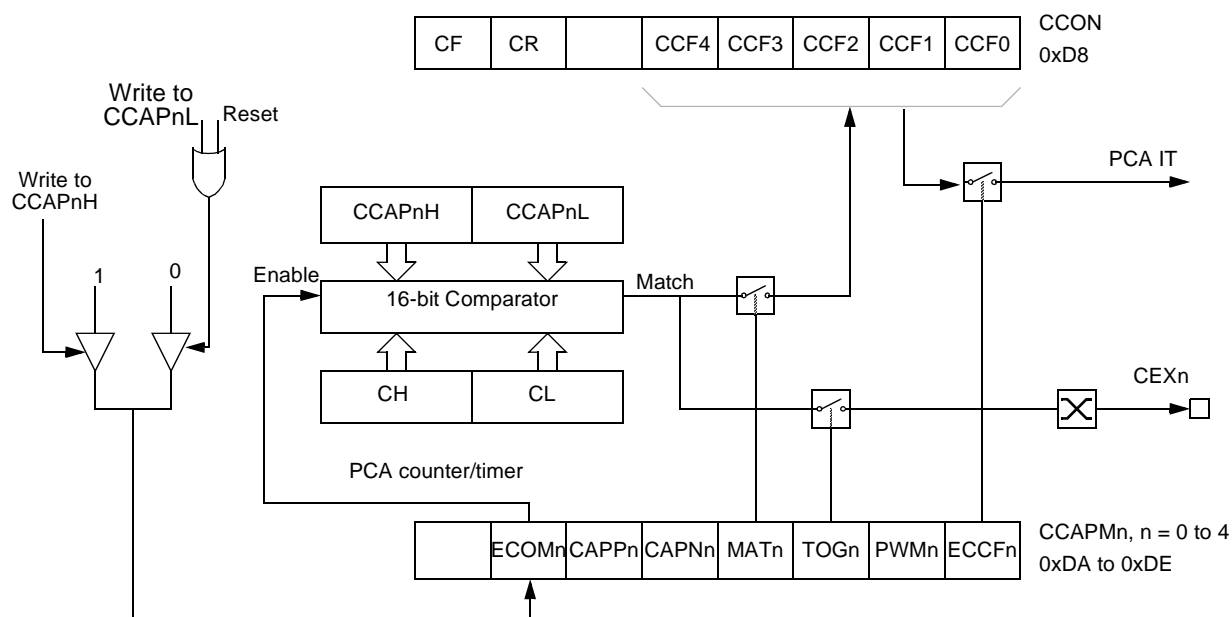 CF CR CCF4 CCF3 CCF2 CCF1 CCF0
CCON
0xD8
Write to
CCAPnL
Reset
Write to
CCAPnH
PCA IT
CCAPnH CCAPnL
1 0
Enable
16-bit Comparator
Match
CH CL
CEXn
PCA counter/timer
ECOMn CAPPn CAPNn MATn TOGn PWMn ECCFn
CCAPMn, n = 0 to 4
0xDA to 0xDE